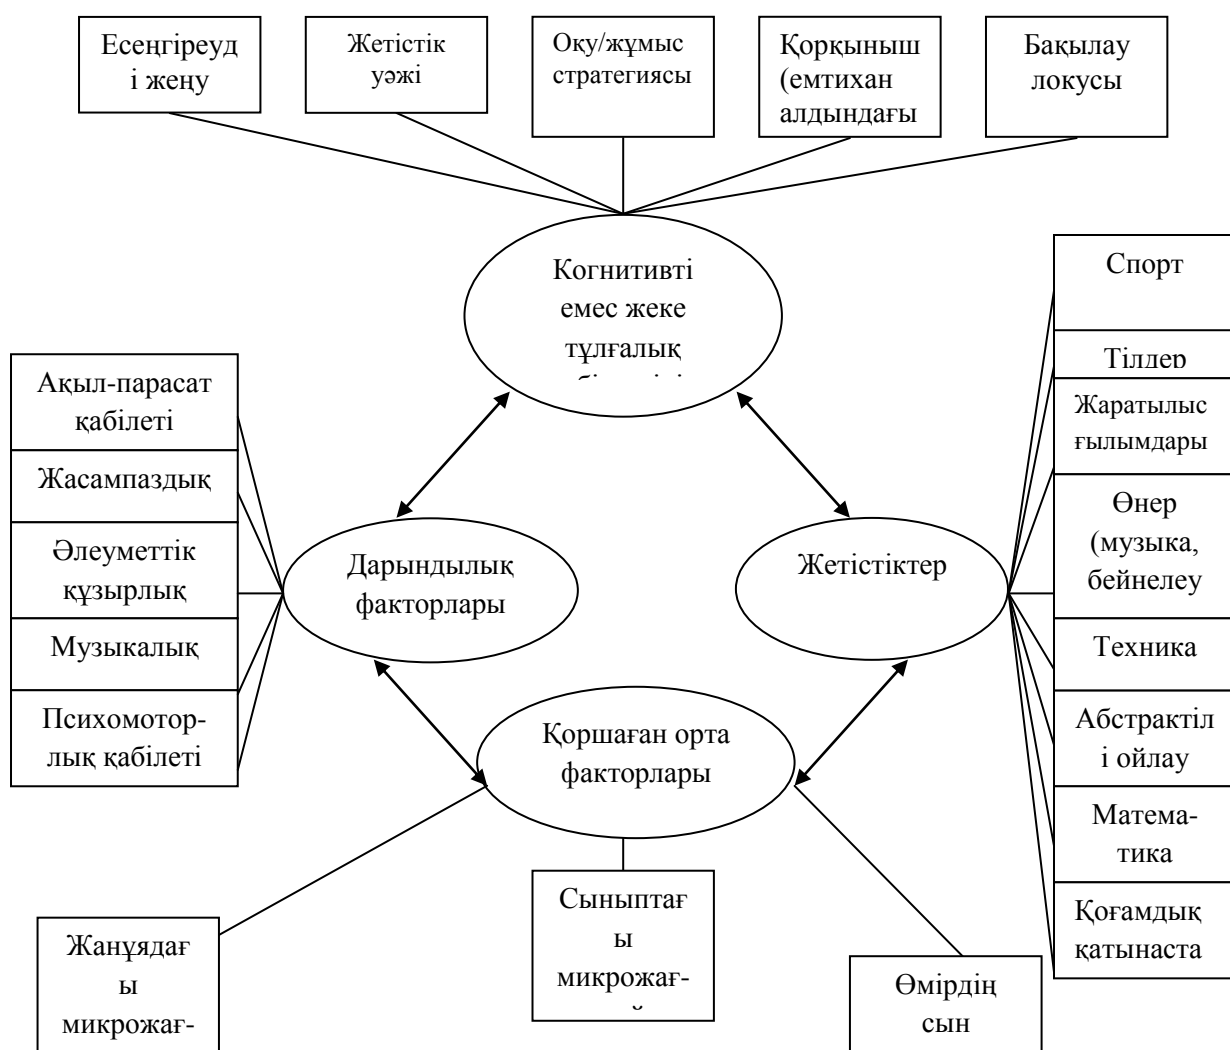 Есеңгіреуд
і жеңу
Жетістік
уәжі
Оқу/жұмыс
стратегиясы
Қорқыныш
(емтихан
алдындағы
Бақылау
локусы
Когнитивті
емес жеке
тұлғалық
Спорт
Тілдер
Жаратылыс
ғылымдары
Өнер
(музыка,
бейнелеу
Техника
Абстрактіл
і ойлау
Матема-
тика
Қоғамдық
қатынаста
Ақыл-парасат
қабілеті
Жасампаздық
Әлеуметтік
құзырлық
Музыкалық
Психомотор-
лық қабілеті
Дарындылық
факторлары
Жетістіктер
Қоршаған орта
факторлары
Жанұядағ
ы
микрожағ-
Сыныптағ
ы
микрожағ-
Өмірдің
сын